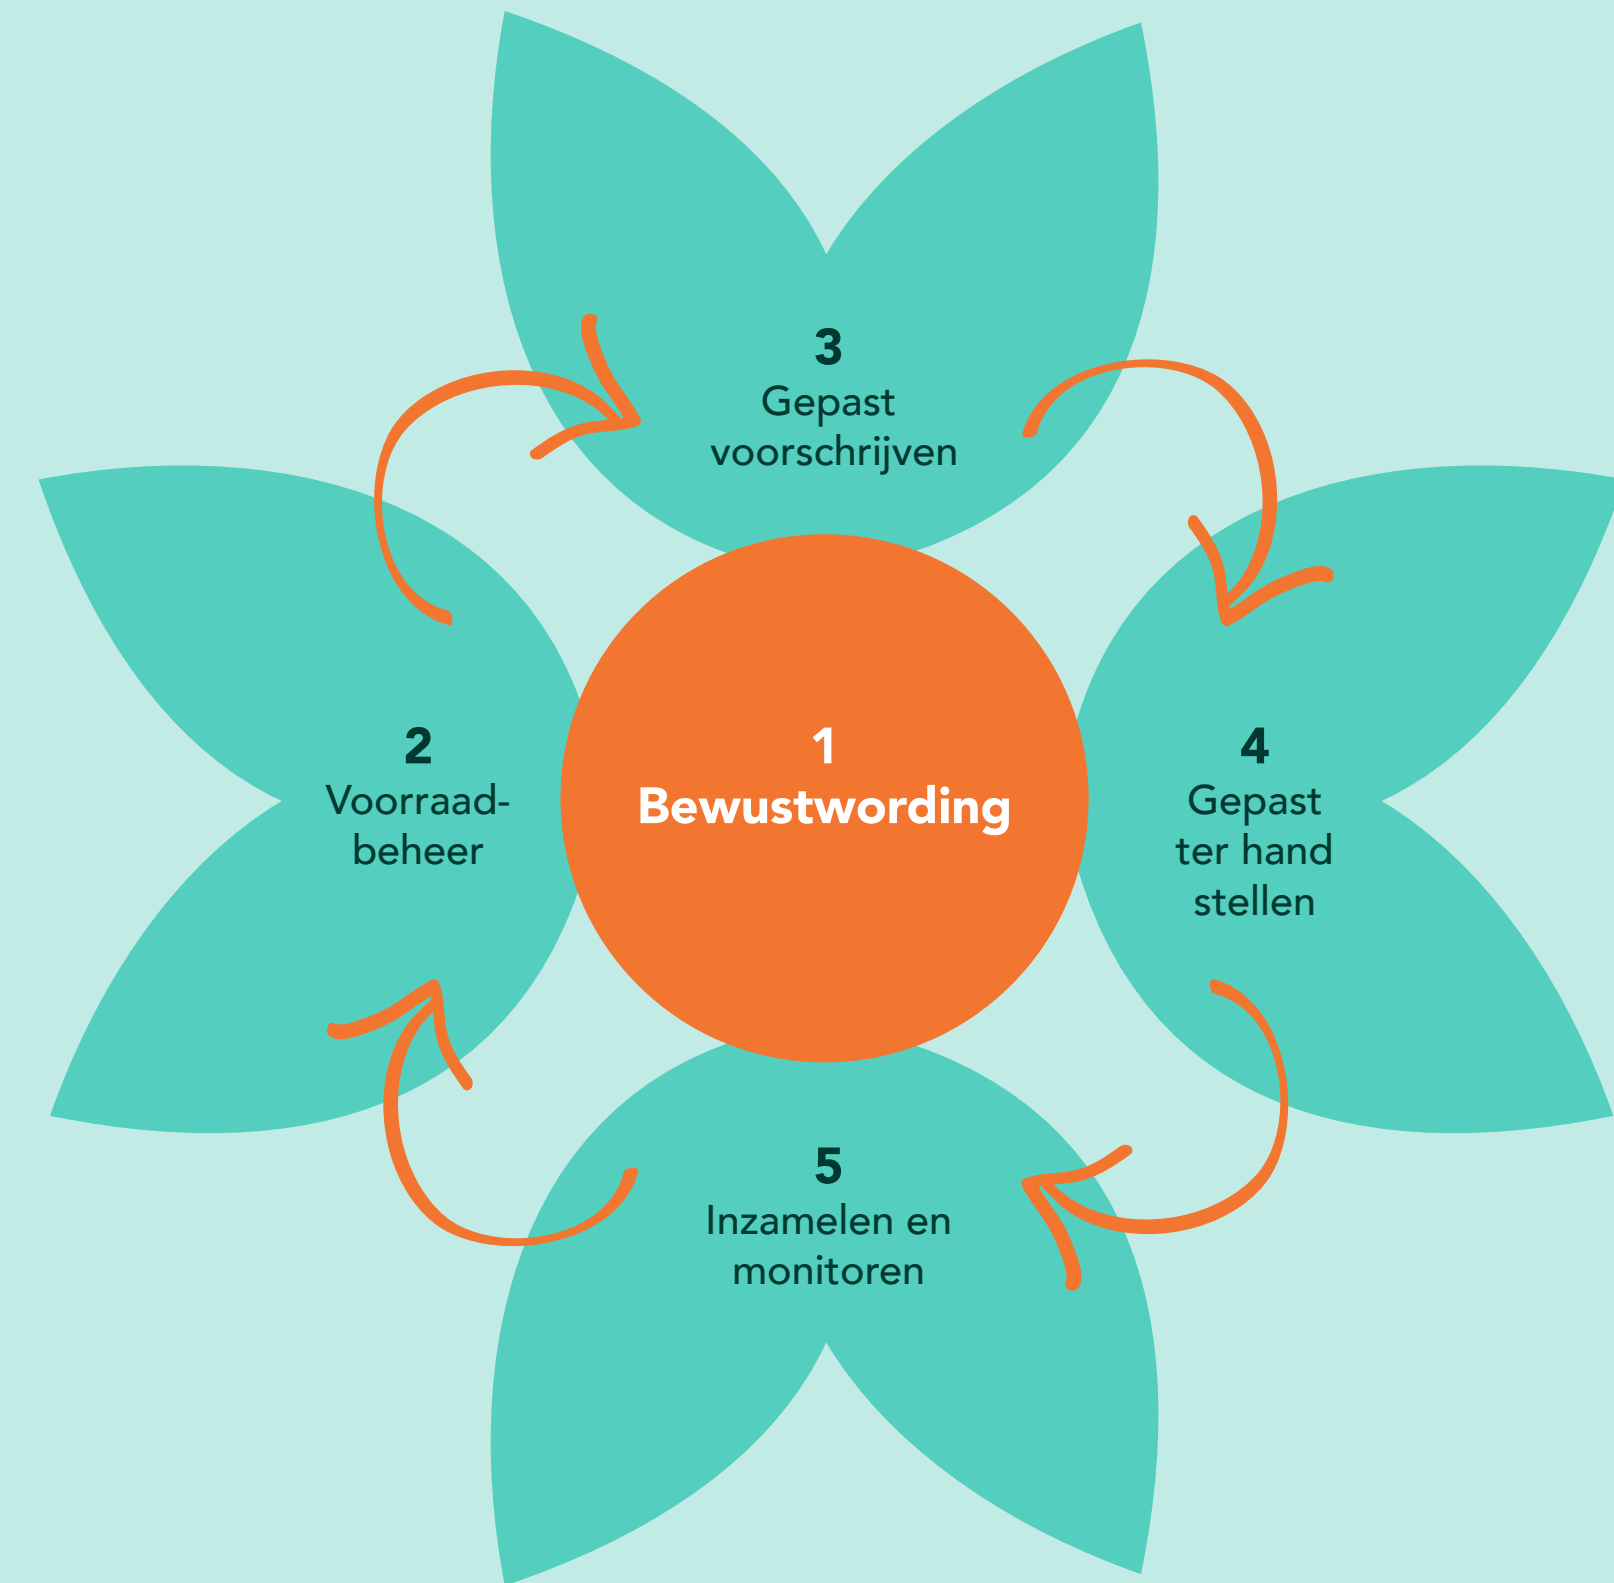 3
Gepast
voorschrijven
2
Voorraad-
beheer
1
Bewustwording
4
Gepast
ter hand
stellen
5
Inzamelen en
monitoren